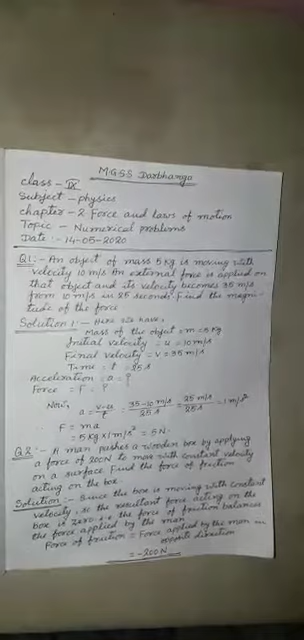 MGSS Darbhanga
class - IX
Subject - physics
chapter - 2 Force and laws of motion
Topic - Numerical problems
Date :- 14-05-2020
Q1:- An object of mass 5 kg is moving with
velocity 10 m/s An external force is applied on
that object and its velocity becomes 35 m/s
from 10 m/s in 25 seconds. Find the magni-
tude of the force
Solution 1:- Here we have,
Mass of the object = m = 5 kg
Initial velocity = u = 10 m/s
Final velocity = v = 35 m/s
Time = t = 25 s
Acceleration = a = ?
Force = F = ?
Now, a = v-u/t = 35-10 m/s / 25 s = 25 m/s / 25 s = 1 m/s²
∴ F = ma
= 5 kg x 1 m/s² = 5 N.
Q.2:- A man pushes a wooden box by applying
a force of 200N to move with constant velocity
on a surface. Find the force of friction
acting on the box.
Solution:- Since the box is moving with constant
velocity, so the resultant force acting on the
box is zero i.e the force of friction balances
the force applied by the man
Force of friction = Force applied by the man in
opposite direction
= -200N